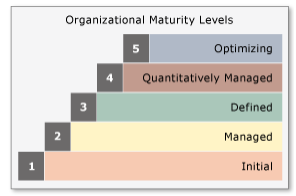 Organizational Maturity Levels
5 Optimizing
4 Quantitatively Managed
3 Defined
2 Managed
1 Initial